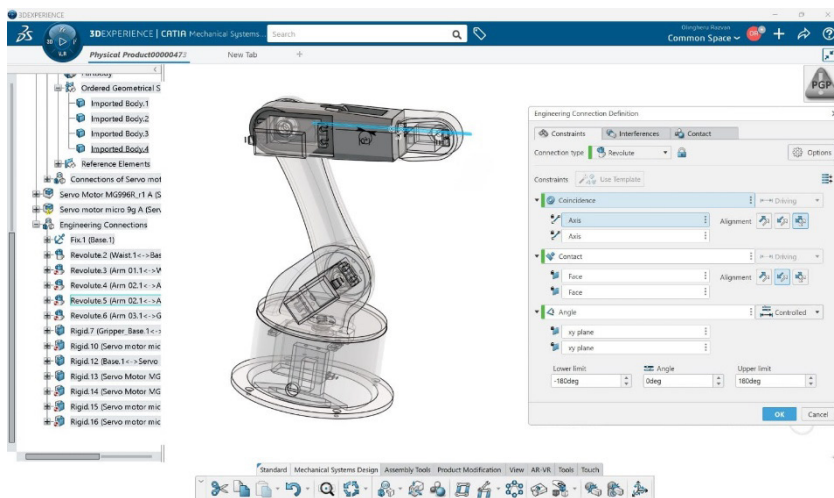 3DEXPERIENCE
3DEXPERIENCE | CATIA Mechanical Systems...
Search
Common Space
Physical Product00000473
New Tab
Ordered Geometrical S
Imported Body.1
Imported Body.2
Imported Body.3
Imported Body.4
Reference Elements
Connections of Servo mot
Servo Motor MG996R_r1 A (S
Servo motor micro 9g A (Serv
Engineering Connections
Fix.1 (Base.1)
Revolute.2 (Waist.1<->Bas
Revolute.3 (Arm 01.1<->W
Revolute.4 (Arm 02.1<->A
Revolute.5 (Arm 02.1<->A
Revolute.6 (Arm 03.1<->G
Rigid.7 (Gripper_Base.1<->
Rigid.10 (Servo motor mic
Rigid.12 (Base.1<->Servo
Rigid.13 (Servo Motor MG
Rigid.14 (Servo Motor MG
Rigid.15 (Servo motor mic
Rigid.16 (Servo motor mic
PGP
Engineering Connection Definition
Constraints Interferences Contact
Connection type Revolute Options
Constraints Use Template
Coincidence Driving
Axis Alignment
Axis
Contact Driving
Face Alignment
Face
Angle Controlled
xy plane
xy plane
Lower limit Angle Upper limit
-180deg 0deg 180deg
OK Cancel
Standard Mechanical Systems Design Assembly Tools Product Modification View AR-VR Tools Touch